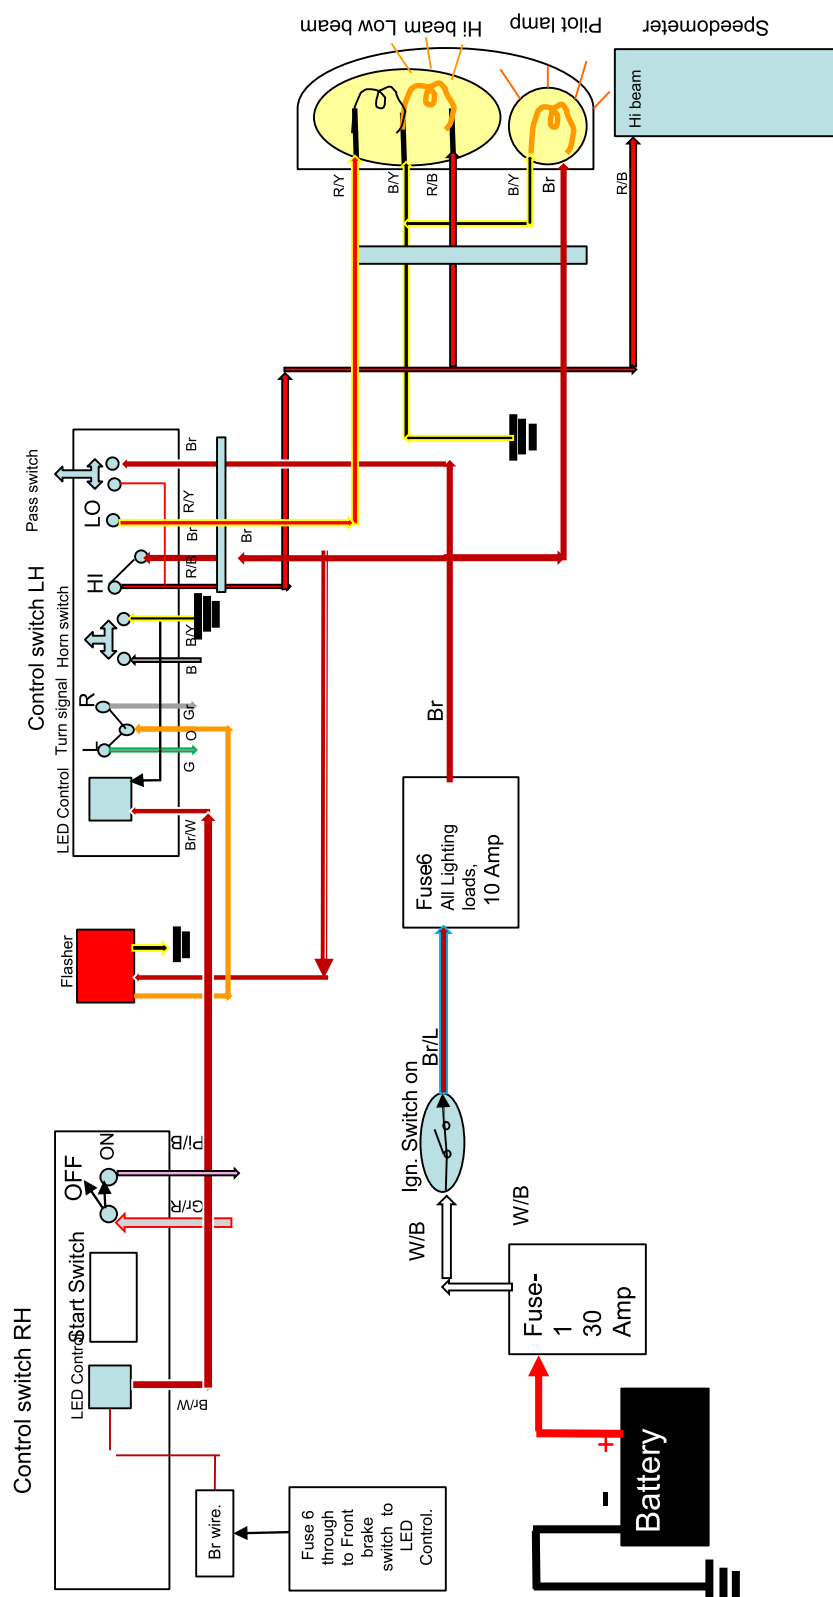 Low beam
Hi beam
Pilot lamp
Speedometer
Hi beam
R/Y
B/Y
R/B
B/Y
Br
R/B
Pass switch
LO
HI
Br
R/Y
Br
R/B
Br
Control switch LH
Horn switch
B/Y
B
Turn signal
R
L
Gr
O
G
LED Control
Br/W
Flasher
Br
Fuse6
All Lighting
loads,
10 Amp
Br/L
Ign. Switch on
W/B
W/B
Fuse-
1
30
Amp
Battery
+
-
Control switch RH
OFF
ON
Pi/B
Gr/R
Start Switch
LED Control
Br/W
Br wire.
Fuse 6
through
to Front
brake
switch to
LED
Control.